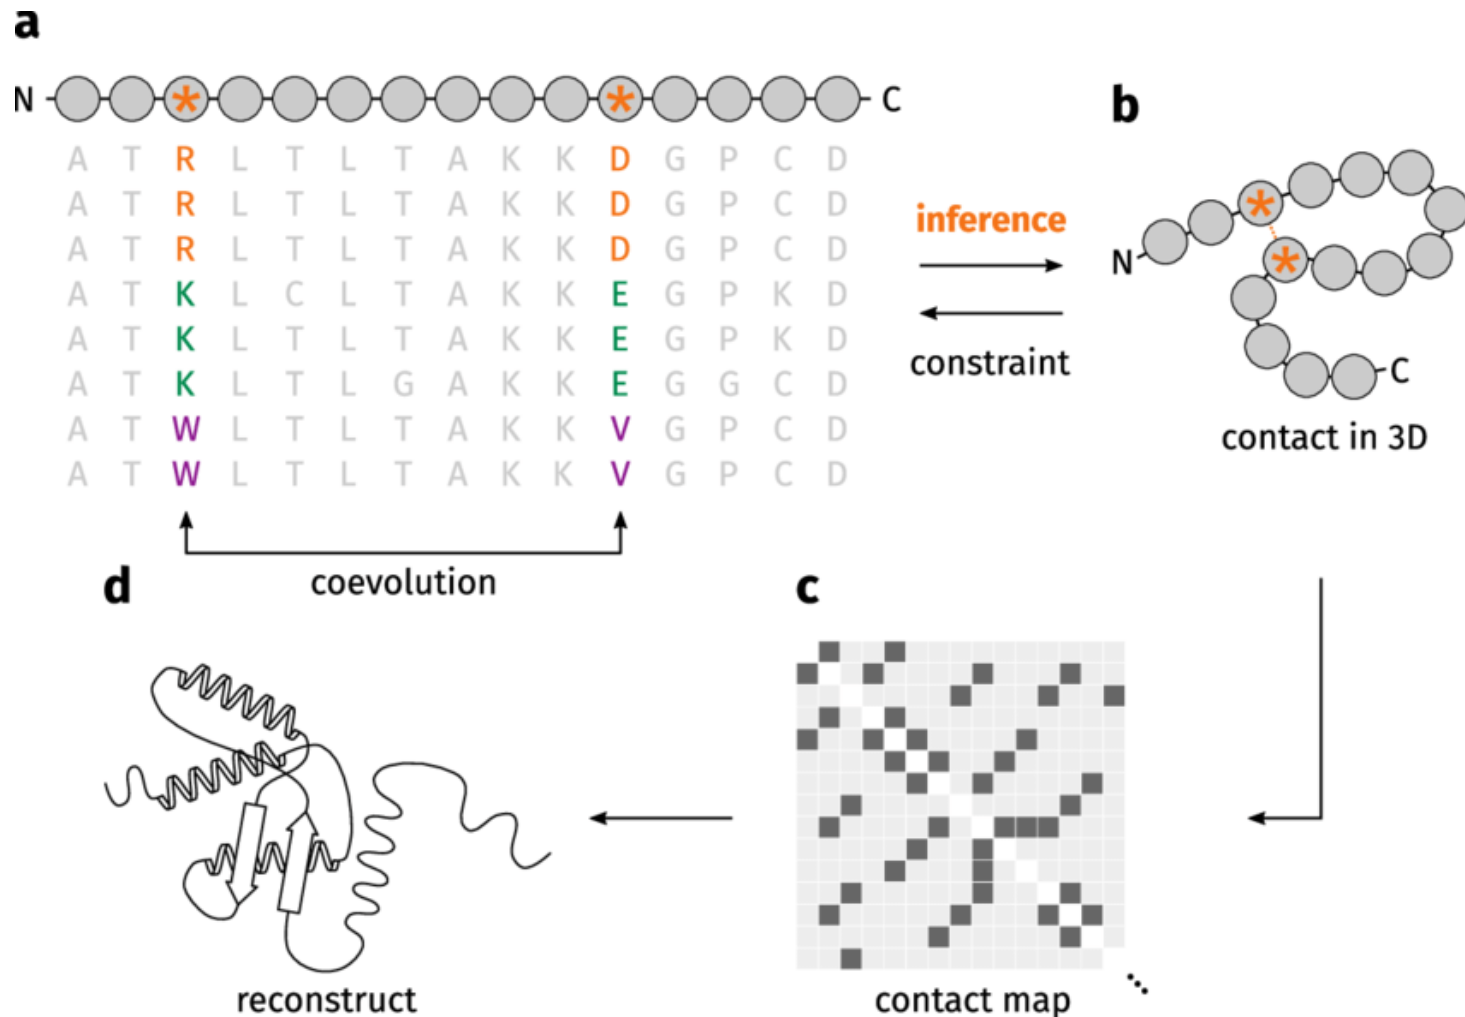 a
N * * C
A T R L T L T A K K D G P C D
A T R L T L T A K K D G P C D
A T R L T L T A K K D G P C D
A T K L C L T A K K E G P K D
A T K L T L T A K K E G P K D
A T K L T L G A K K E G G C D
A T W L T L T A K K V G P C D
A T W L T L T A K K V G P C D
coevolution
inference
constraint
b
N * * C
contact in 3D
c
contact map
d
reconstruct